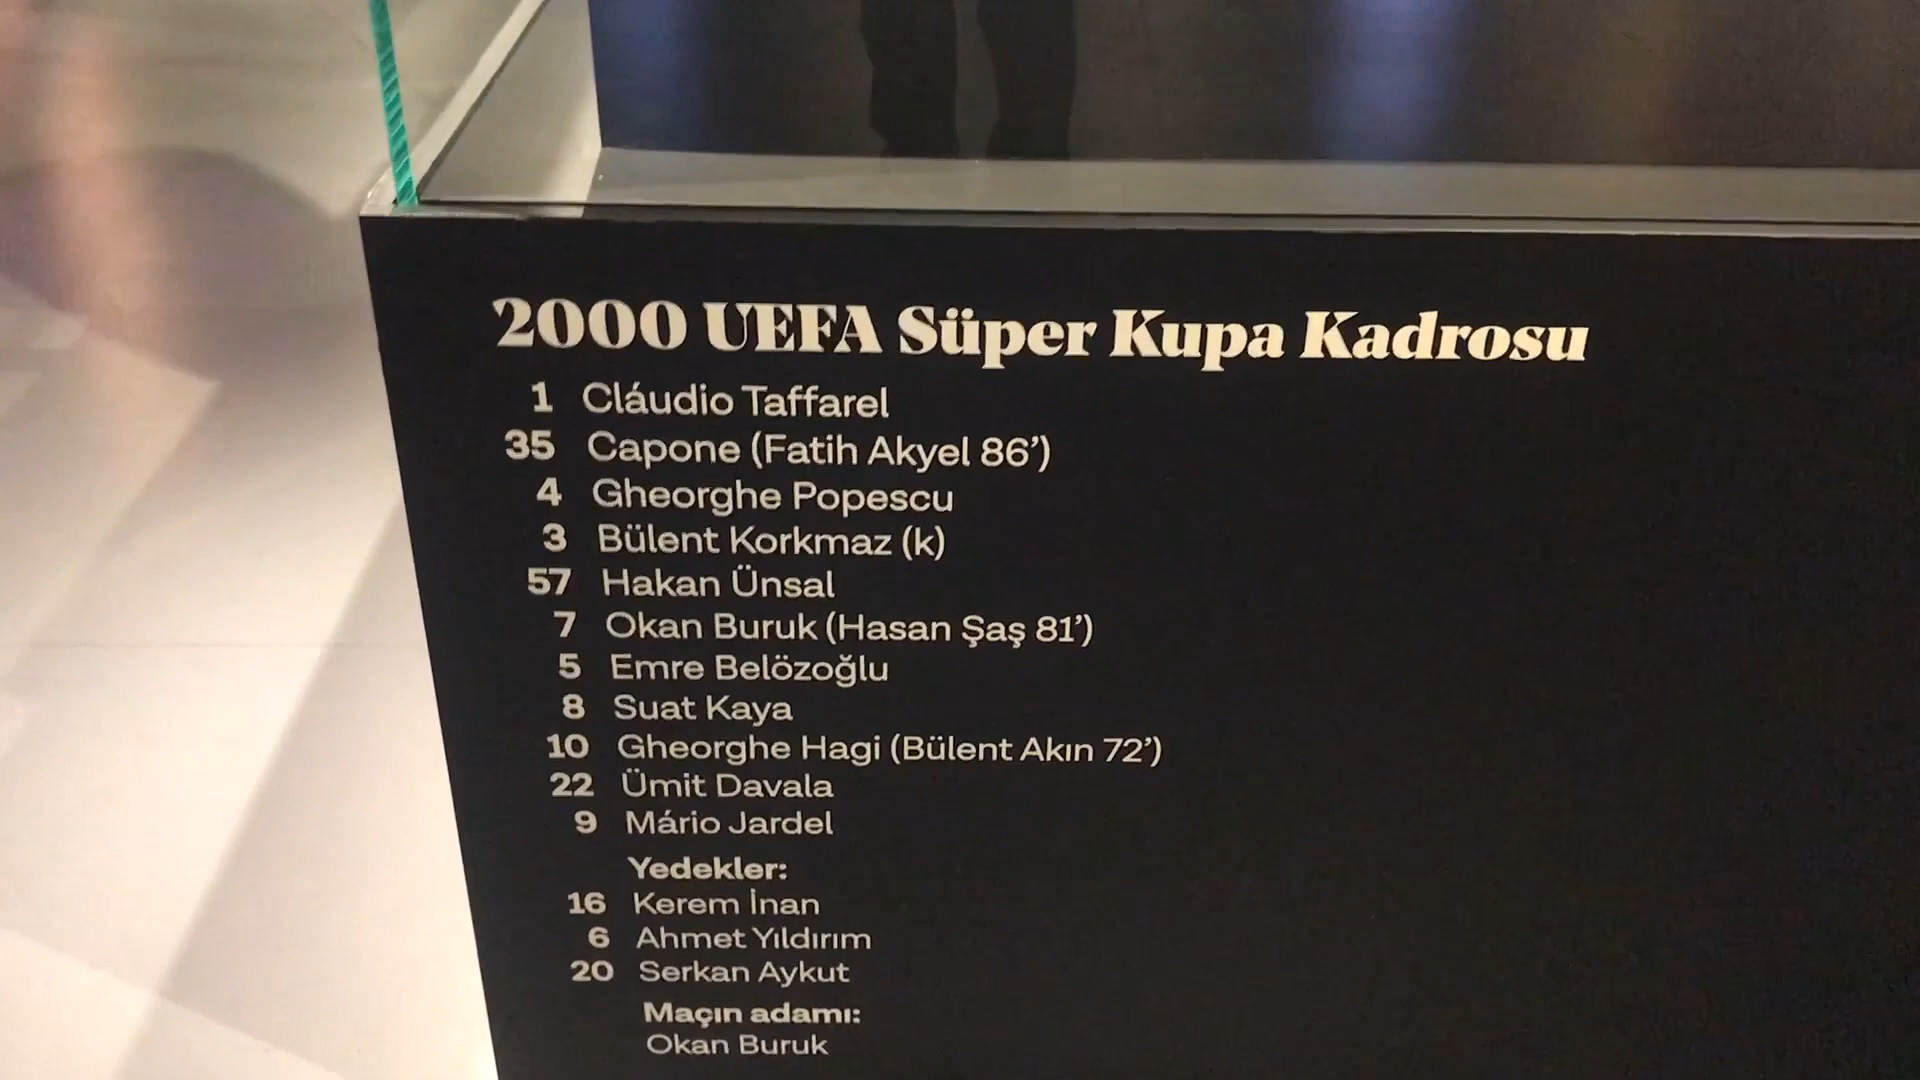 2000 UEFA Süper Kupa Kadrosu
1 Cláudio Taffarel
35 Capone (Fatih Akyel 86’)
4 Gheorghe Popescu
3 Bülent Korkmaz (k)
57 Hakan Ünsal
7 Okan Buruk (Hasan Şaş 81’)
5 Emre Belözoğlu
8 Suat Kaya
10 Gheorghe Hagi (Bülent Akın 72’)
22 Ümit Davala
9 Mário Jardel
Yedekler:
16 Kerem İnan
6 Ahmet Yıldırım
20 Serkan Aykut
Maçın adamı:
Okan Buruk